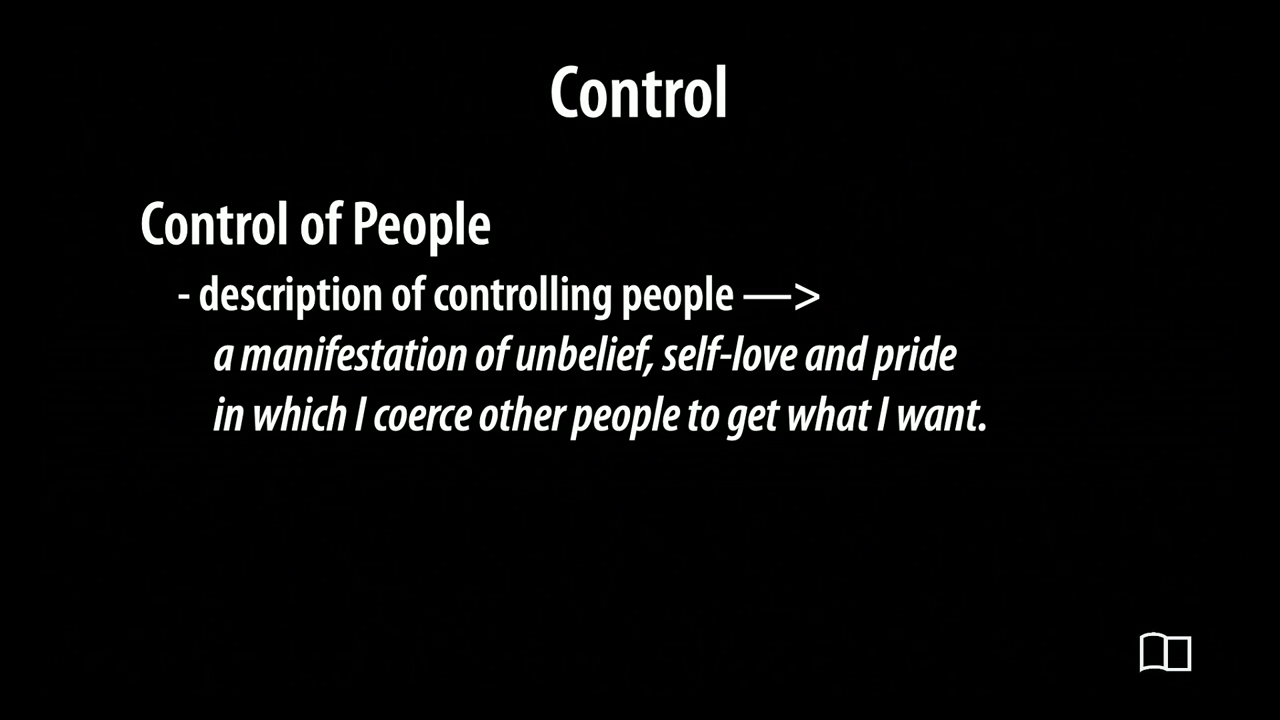 Control
Control of People
- description of controlling people —>
a manifestation of unbelief, self-love and pride
in which I coerce other people to get what I want.